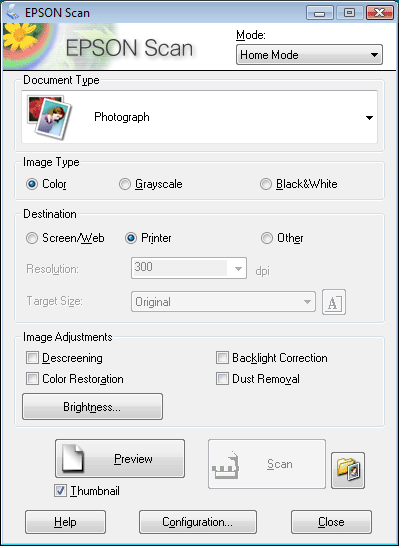 EPSON Scan
EPSON Scan
Mode:
Home Mode
Document Type
Photograph
Image Type
Color Grayscale Black&White
Destination
Screen/Web Printer Other
Resolution: 300 dpi
Target Size: Original A
Image Adjustments
Descreening Backlight Correction
Color Restoration Dust Removal
Brightness...
Preview Scan
Thumbnail
Help Configuration... Close